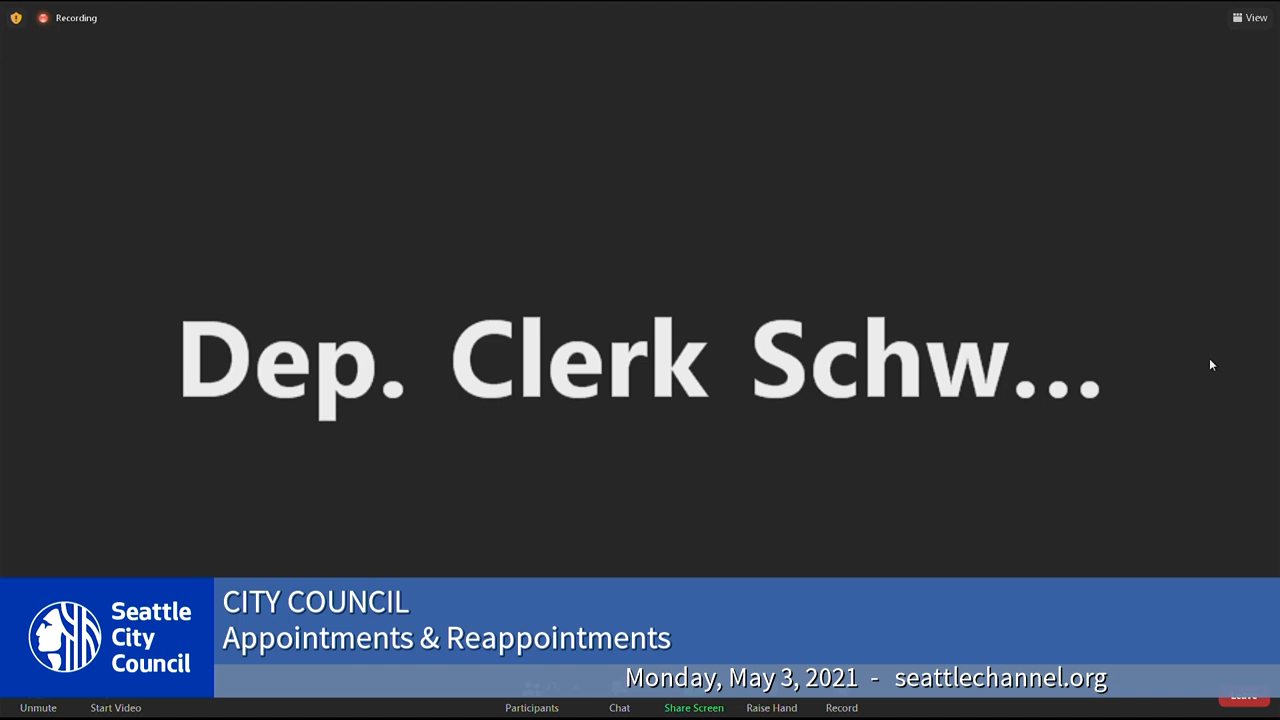 Recording
View
Dep. Clerk Schw...
Seattle
City
Council
CITY COUNCIL
Appointments & Reappointments
Monday, May 3, 2021 - seattlechannel.org
Unmute
Start Video
Participants
Chat
Share Screen
Raise Hand
Record